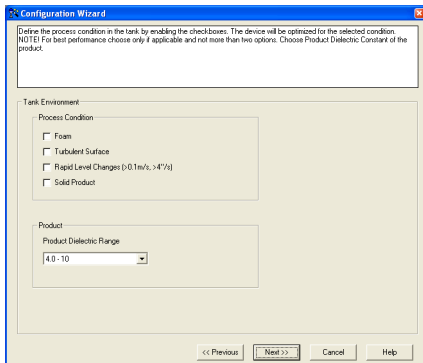 Configuration Wizard
Define the process condition in the tank by enabling the checkboxes. The device will be optimized for the selected condition.
NOTE! For best performance choose only if applicable and not more than two options. Choose Product Dielectric Constant of the
product.
Tank Environment
Process Condition
Foam
Turbulent Surface
Rapid Level Changes (>0.1m/s, >4"/s)
Solid Product
Product
Product Dielectric Range
4.0 - 10
<< Previous
Next >>
Cancel
Help